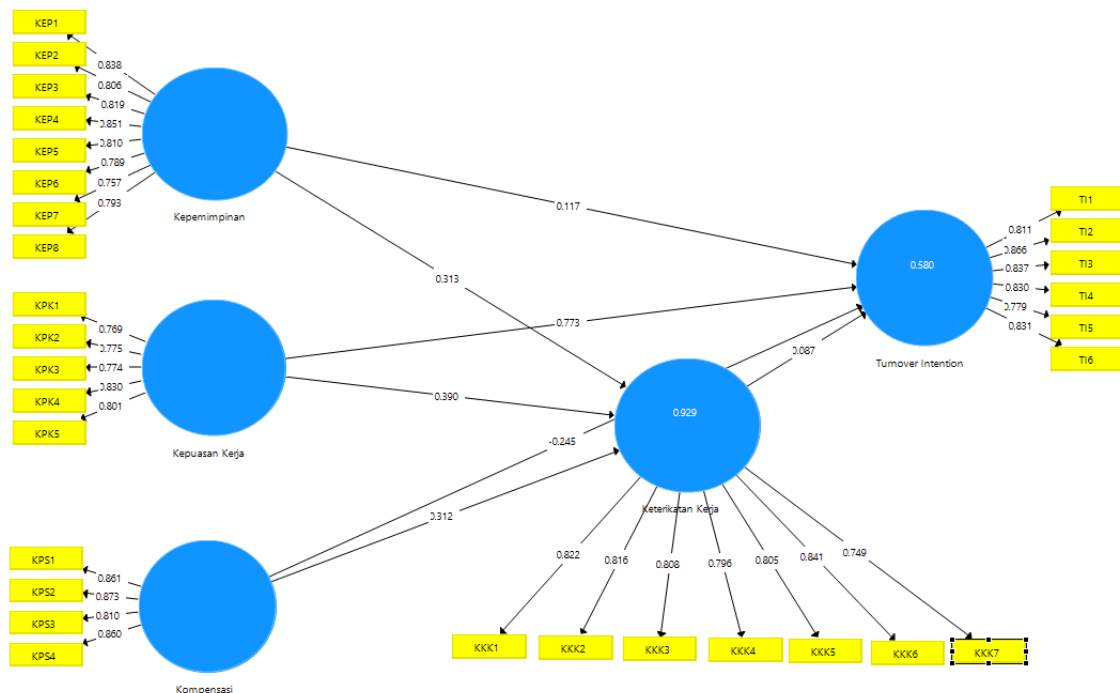 KEP1
KEP2
KEP3
KEP4
KEP5
KEP6
KEP7
KEP8
0.838
0.806
0.819
0.851
0.810
0.789
0.757
0.793
Kepemimpinan
0.117
0.313
KPK1
KPK2
KPK3
KPK4
KPK5
0.769
0.775
0.774
0.830
0.801
Kepuasan Kerja
0.773
0.390
KPS1
KPS2
KPS3
KPS4
0.861
0.873
0.810
0.860
Kompensasi
-0.245
0.312
0.929
Keterikatan Kerja
0.087
0.822
0.816
0.808
0.796
0.805
0.841
0.749
KKK1
KKK2
KKK3
KKK4
KKK5
KKK6
KKK7
0.580
Turnover Intention
0.811
0.866
0.837
0.830
0.779
0.831
TI1
TI2
TI3
TI4
TI5
TI6